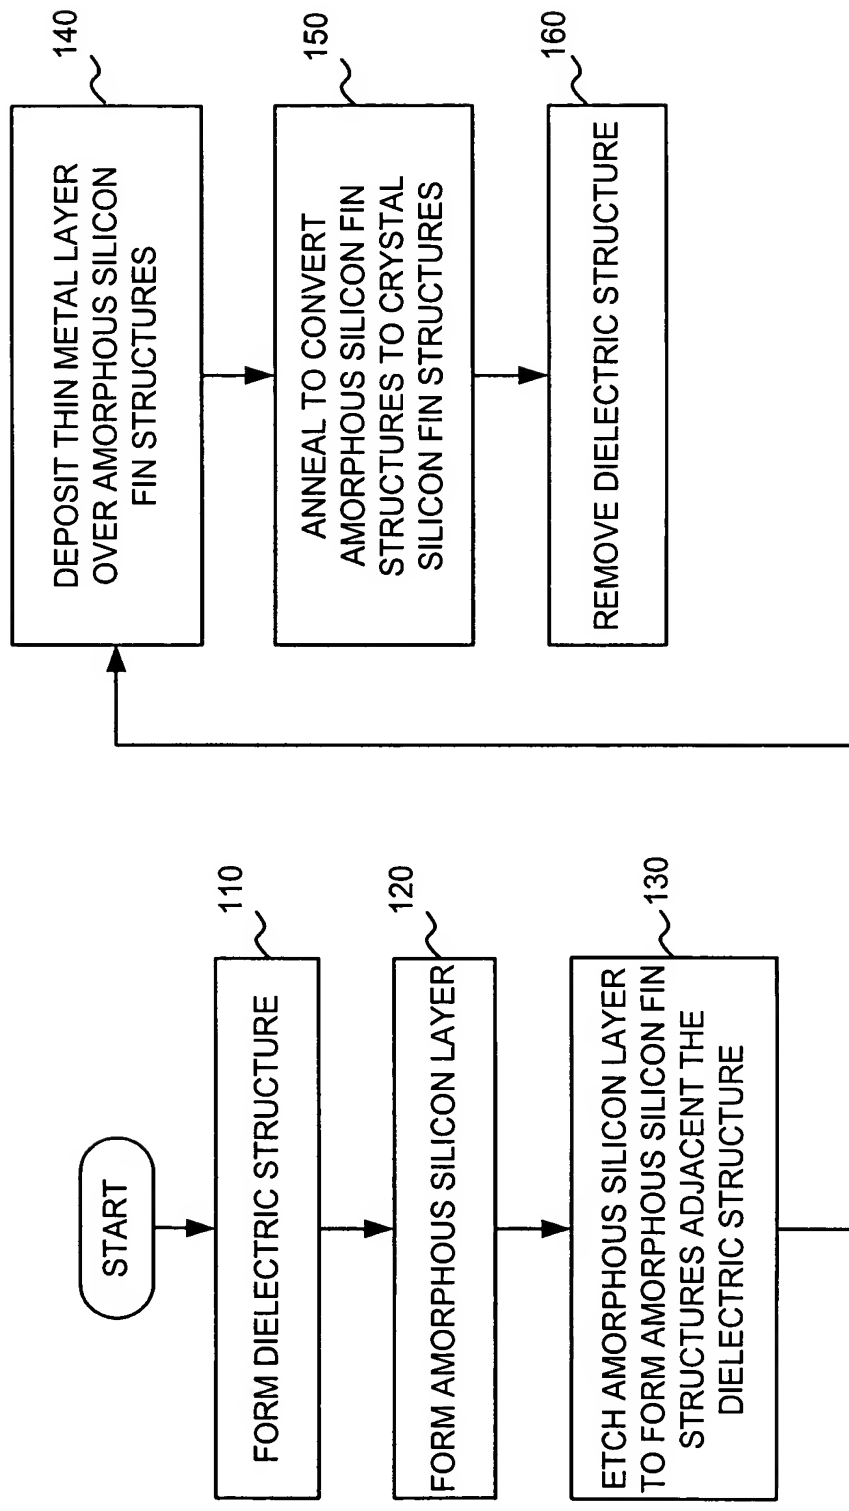 START
FORM DIELECTRIC STRUCTURE
110
FORM AMORPHOUS SILICON LAYER
120
ETCH AMORPHOUS SILICON LAYER
TO FORM AMORPHOUS SILICON FIN
STRUCTURES ADJACENT THE
DIELECTRIC STRUCTURE
130
DEPOSIT THIN METAL LAYER
OVER AMORPHOUS SILICON
FIN STRUCTURES
140
ANNEAL TO CONVERT
AMORPHOUS SILICON FIN
STRUCTURES TO CRYSTAL
SILICON FIN STRUCTURES
150
REMOVE DIELECTRIC STRUCTURE
160